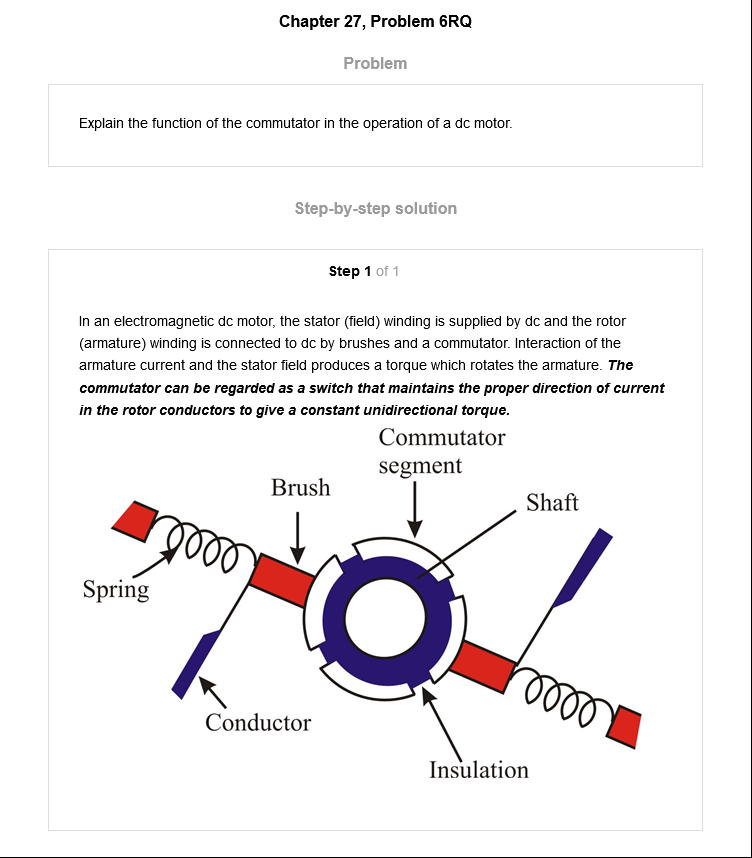 Chapter 27, Problem 6RQ
Problem
Explain the function of the commutator in the operation of a dc motor.
Step-by-step solution
Step 1 of 1
In an electromagnetic dc motor, the stator (field) winding is supplied by dc and the rotor
(armature) winding is connected to dc by brushes and a commutator. Interaction of the
armature current and the stator field produces a torque which rotates the armature. The
commutator can be regarded as a switch that maintains the proper direction of current
in the rotor conductors to give a constant unidirectional torque.
Commutator
segment
Brush
Shaft
Spring
Conductor
Insulation